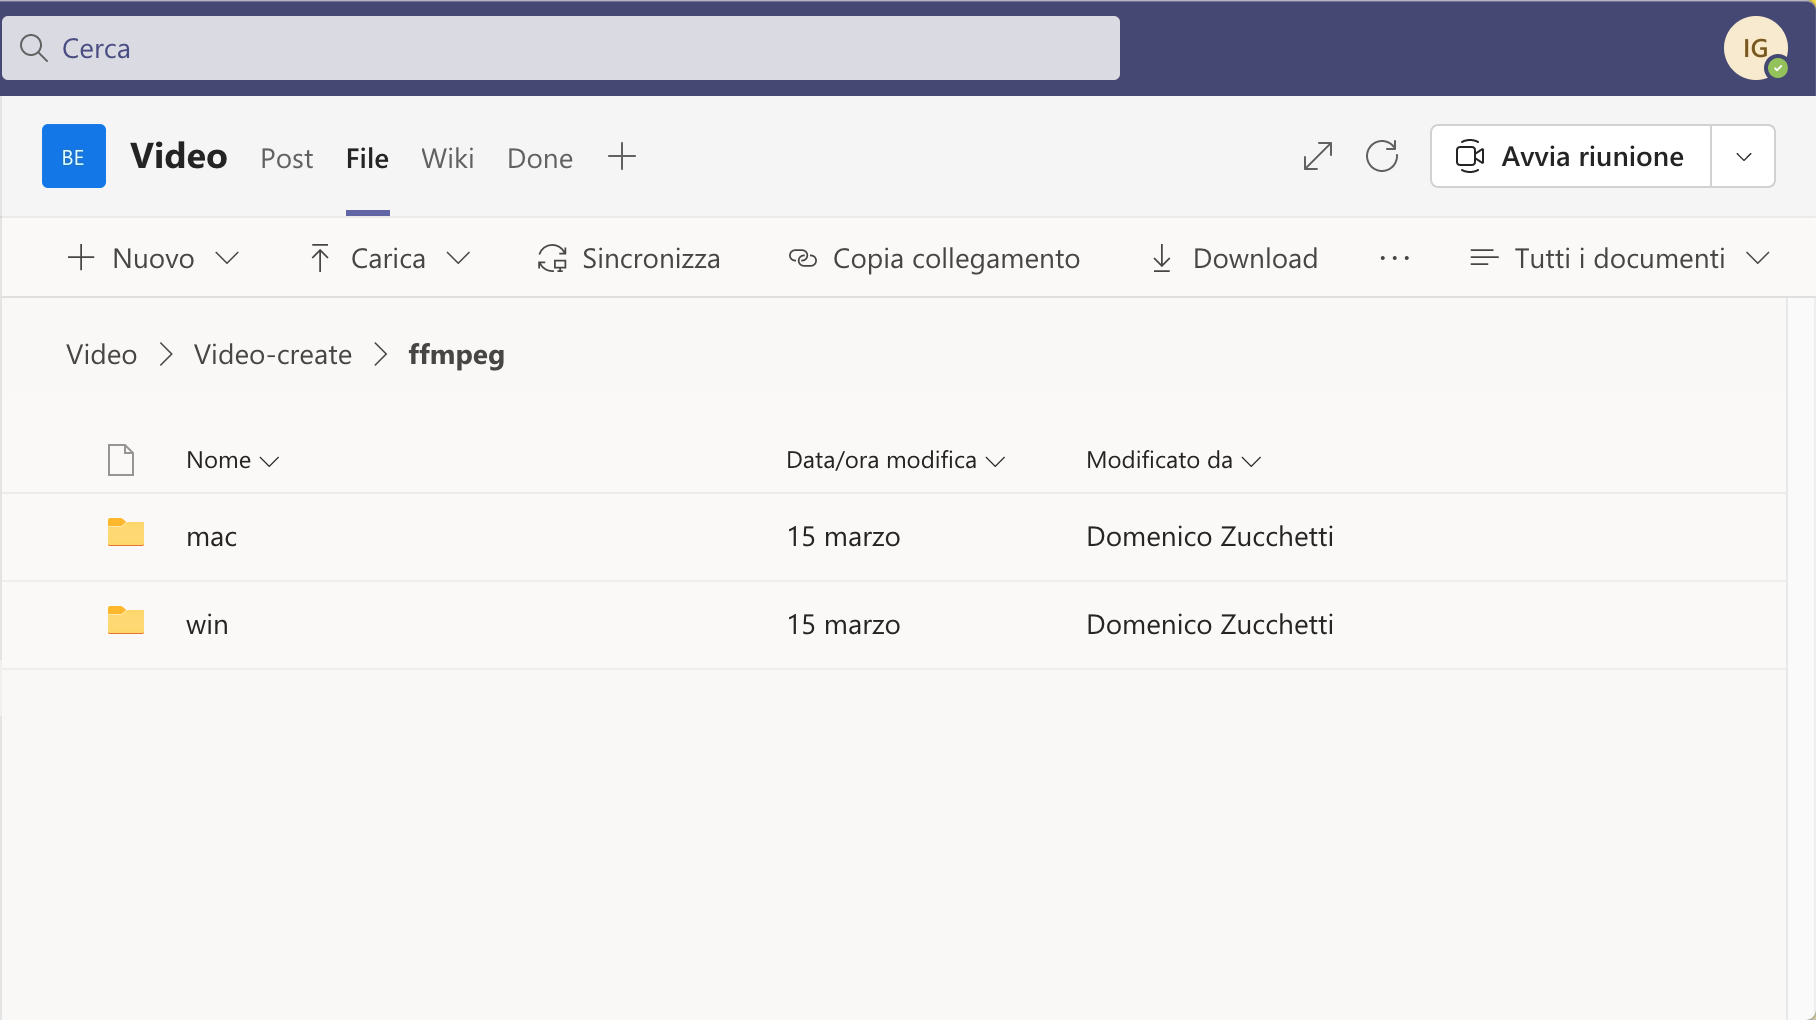 Cerca
IG
BE
Video Post File Wiki Done
Avvia riunione
Nuovo Carica Sincronizza Copia collegamento Download Tutti i documenti
Video Video-create ffmpeg
Nome Data/ora modifica Modificato da
mac 15 marzo Domenico Zucchetti
win 15 marzo Domenico Zucchetti